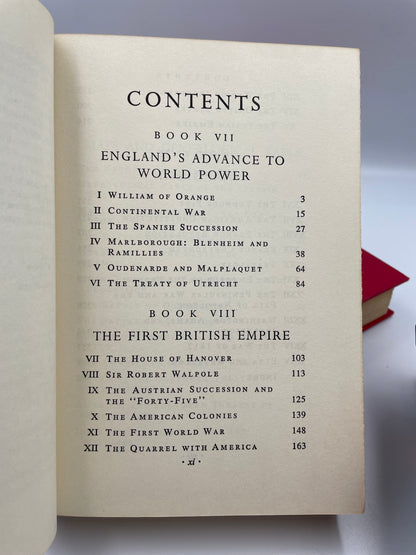 CONTENTS
BOOK VII
ENGLAND'S ADVANCE TO
WORLD POWER
I WILLIAM OF ORANGE 3
II CONTINENTAL WAR 15
III THE SPANISH SUCCESSION 27
IV MARLBOROUGH: BLENHEIM AND
RAMILLIES 38
V OUDENARDE AND MALPLAQUET 64
VI THE TREATY OF UTRECHT 84
BOOK VIII
THE FIRST BRITISH EMPIRE
VII THE HOUSE OF HANOVER 103
VIII SIR ROBERT WALPOLE 113
IX THE AUSTRIAN SUCCESSION AND
THE "FORTY-FIVE" 125
X THE AMERICAN COLONIES 139
XI THE FIRST WORLD WAR 148
XII THE QUARREL WITH AMERICA 163
· xi ·